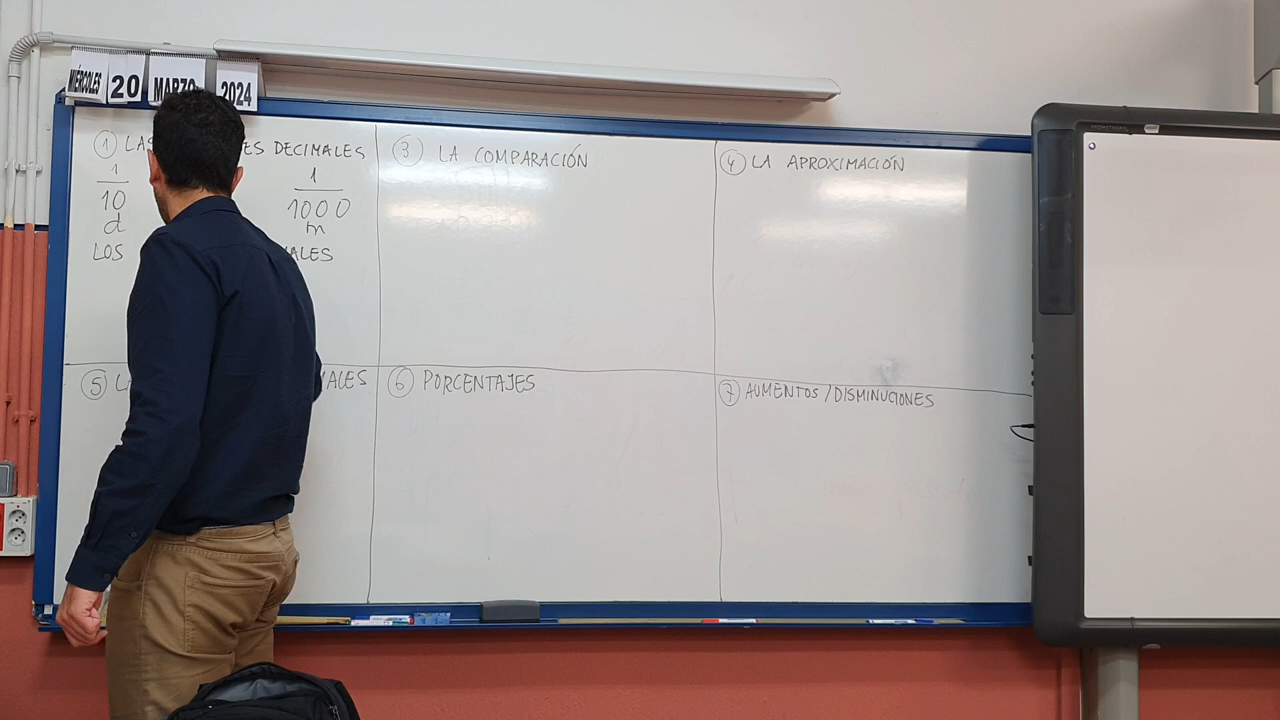 MIÉRCOLES 20 MARZO 2024
① LAS ES DECIMALES
1
10
d
1
1000
m
LOS ALES
③ LA COMPARACIÓN
④ LA APROXIMACIÓN
⑤ MALES
⑥ PORCENTAJES
⑦ AUMENTOS / DISMINUCIONES